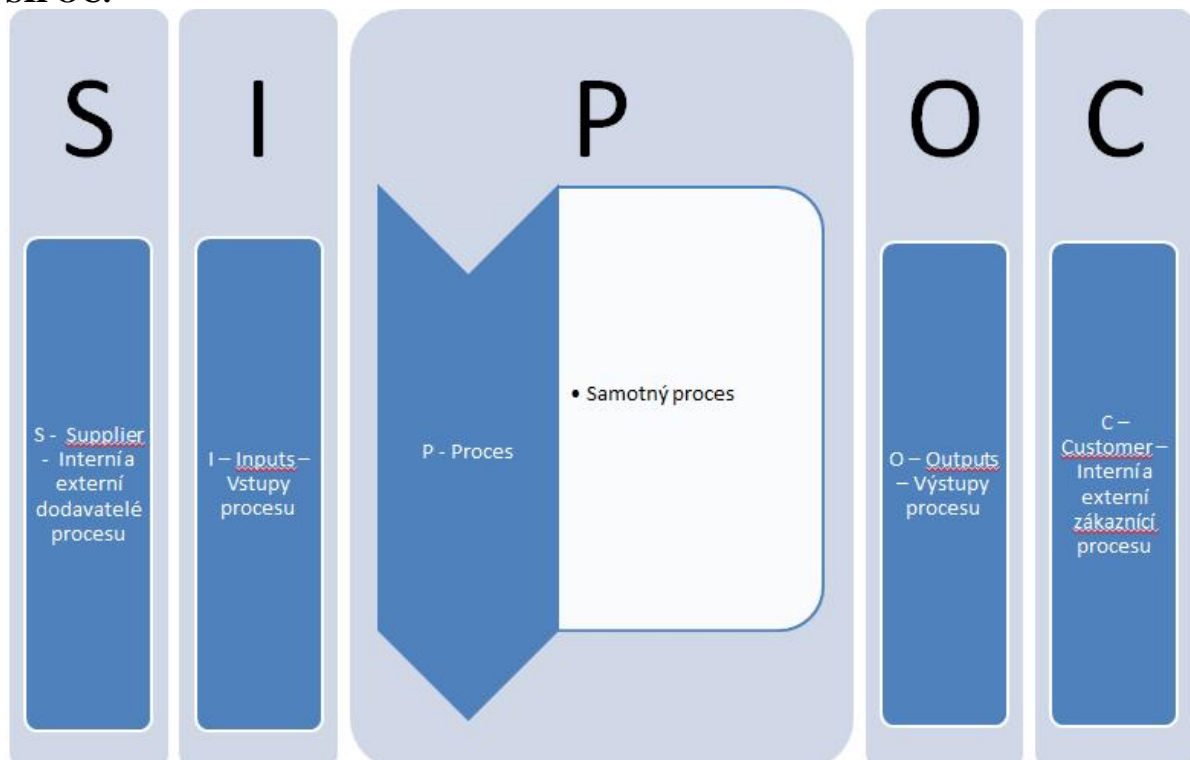 S
I
P
O
C
S - Supplier
- Interní a
externí
dodavatelé
procesu
I – Inputs –
Vstupy
procesu
P - Proces
• Samotný proces
O – Outputs
– Výstupy
procesu
C –
Customer –
Interní a
externí
zákazníci
procesu